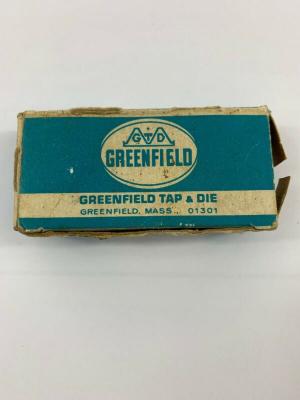 GTD
GREENFIELD
GREENFIELD TAP & DIE
GREENFIELD, MASS., 01301